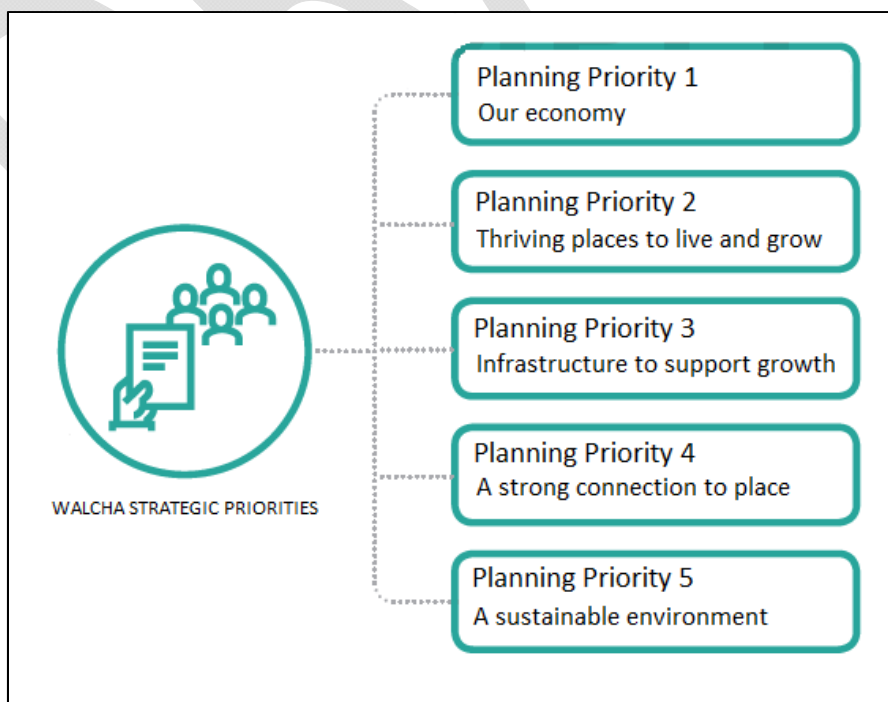 Planning Priority 1
Our economy
Planning Priority 2
Thriving places to live and grow
Planning Priority 3
Infrastructure to support growth
Planning Priority 4
A strong connection to place
Planning Priority 5
A sustainable environment
WALCHA STRATEGIC PRIORITIES